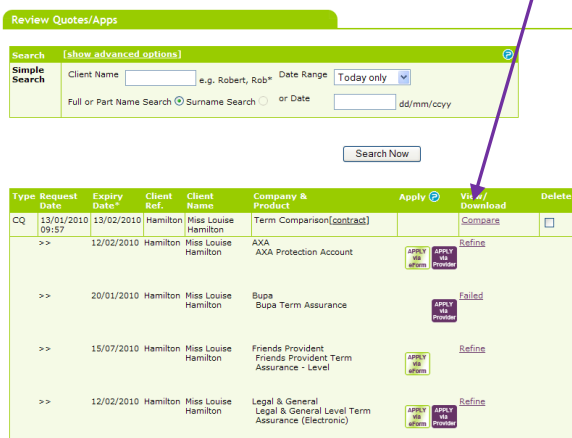 Review Quotes/Apps
Search [show advanced options]
Simple Search Client Name e.g. Robert, Rob* Date Range Today only
Full or Part Name Search Surname Search or Date dd/mm/ccyy
Search Now
Type Request Date Expiry Date* Client Ref. Client Name Company & Product Apply View/ Download Delete
CQ 13/01/2010 09:57 13/02/2010 Hamilton Miss Louise Hamilton Term Comparison[contract] Compare
>> 12/02/2010 Hamilton Miss Louise Hamilton AXA AXA Protection Account APPLY via eForm APPLY via Provider Refine
>> 20/01/2010 Hamilton Miss Louise Hamilton Bupa Bupa Term Assurance APPLY via Provider Failed
>> 15/07/2010 Hamilton Miss Louise Hamilton Friends Provident Friends Provident Term Assurance - Level APPLY via eForm Refine
>> 12/02/2010 Hamilton Miss Louise Hamilton Legal & General Legal & General Level Term Assurance (Electronic) APPLY via eForm APPLY via Provider Refine